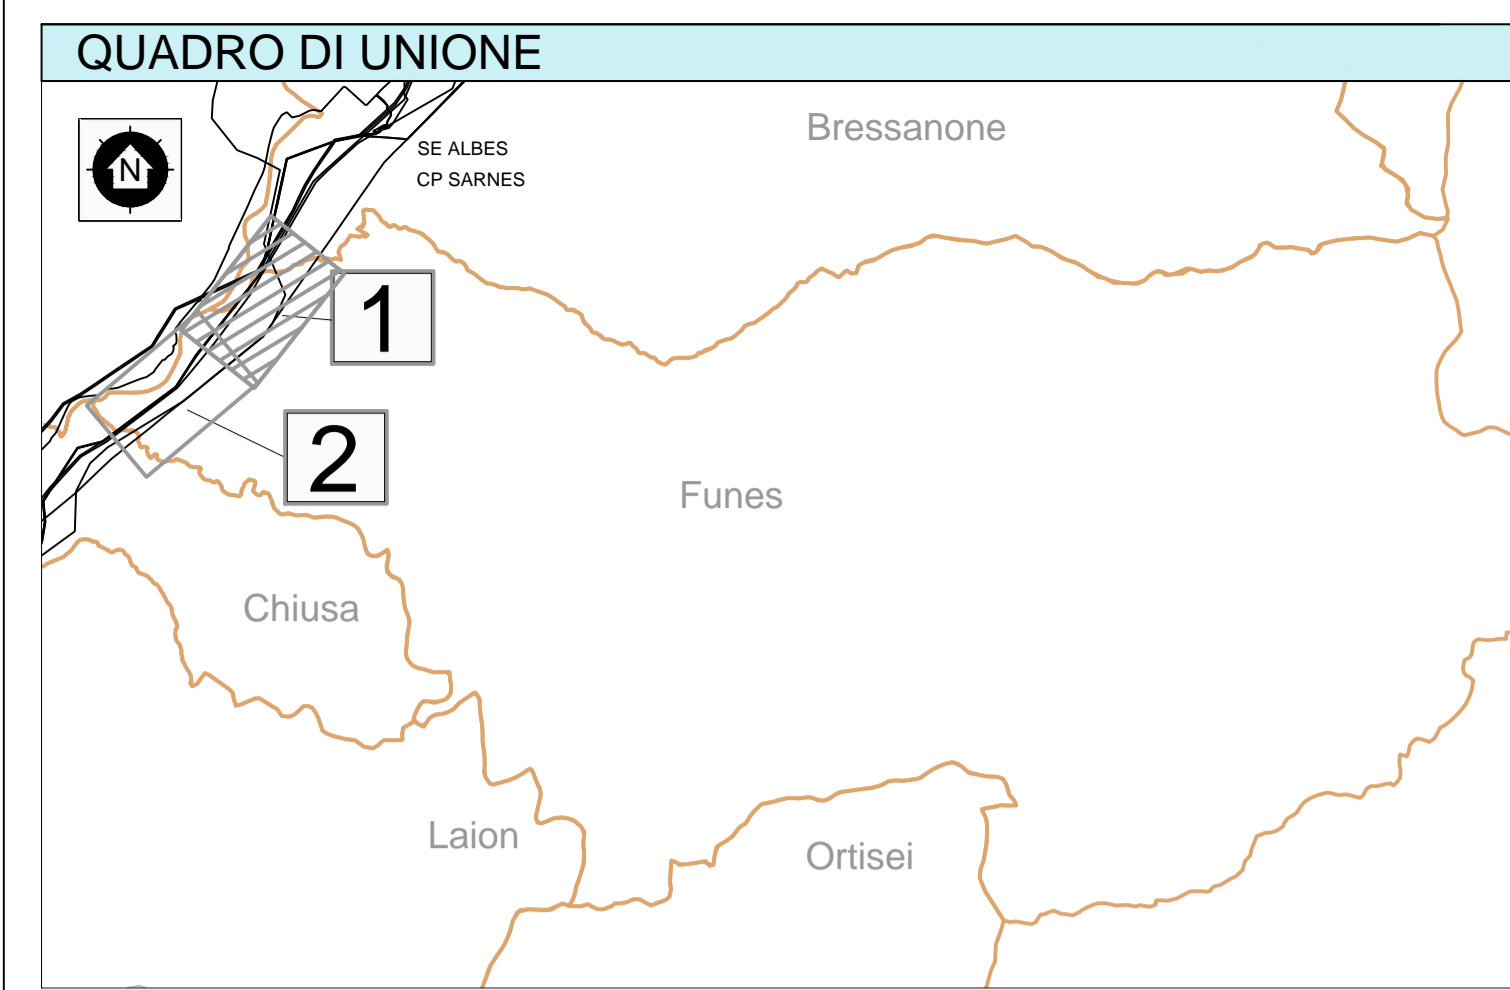 QUADRO DI UNIONE
N
Bressanone
SE ALBES
CP SARNES
1
2
Funes
Chiusa
Laion
Ortisei